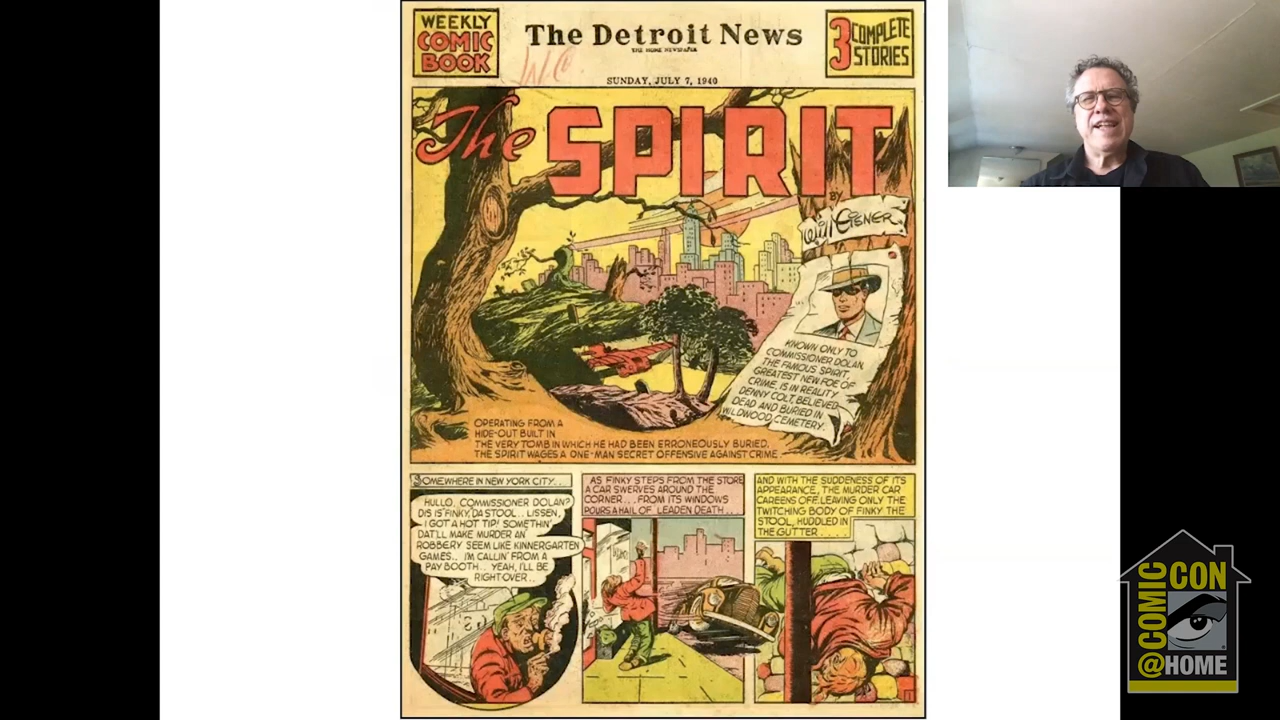 WEEKLY
COMIC
BOOK
The Detroit News
THE HOME NEWSPAPER
SUNDAY, JULY 7, 1940
3 COMPLETE
STORIES
The SPIRIT
BY
Will Eisner
KNOWN ONLY TO
COMMISSIONER DOLAN,
THE FAMOUS SPIRIT,
GREATEST NEW FOE OF
CRIME, IS IN REALITY
DENNY COLT, BELIEVED
DEAD AND BURIED IN
WILDWOOD CEMETERY.
OPERATING FROM A
HIDE-OUT BUILT IN
THE VERY TOMB IN WHICH HE HAD BEEN ERRONEOUSLY BURIED,
THE SPIRIT WAGES A ONE-MAN SECRET OFFENSIVE AGAINST CRIME.
SOMEWHERE IN NEW YORK CITY...
HULLO, COMMISSIONER DOLAN?
DIS IS FINKY, DA STOOL.. LISSEN,
I GOT A HOT TIP! SOMETHIN'
DAT'LL MAKE MURDER AN'
ROBBERY SEEM LIKE KINNERGARTEN
GAMES.. I'M CALLIN' FROM A
PAY BOOTH.. YEAH, I'LL BE
RIGHT OVER..
AS FINKY STEPS FROM THE STORE
A CAR SWERVES AROUND THE
CORNER... FROM ITS WINDOWS
POURS A HAIL OF LEADEN DEATH..
AND WITH THE SUDDENESS OF ITS
APPEARANCE, THE MURDER CAR
CAREENS OFF, LEAVING ONLY THE
TWITCHING BODY OF FINKY THE
STOOL, HUDDLED IN
THE GUTTER....
COMIC
CON
@HOME